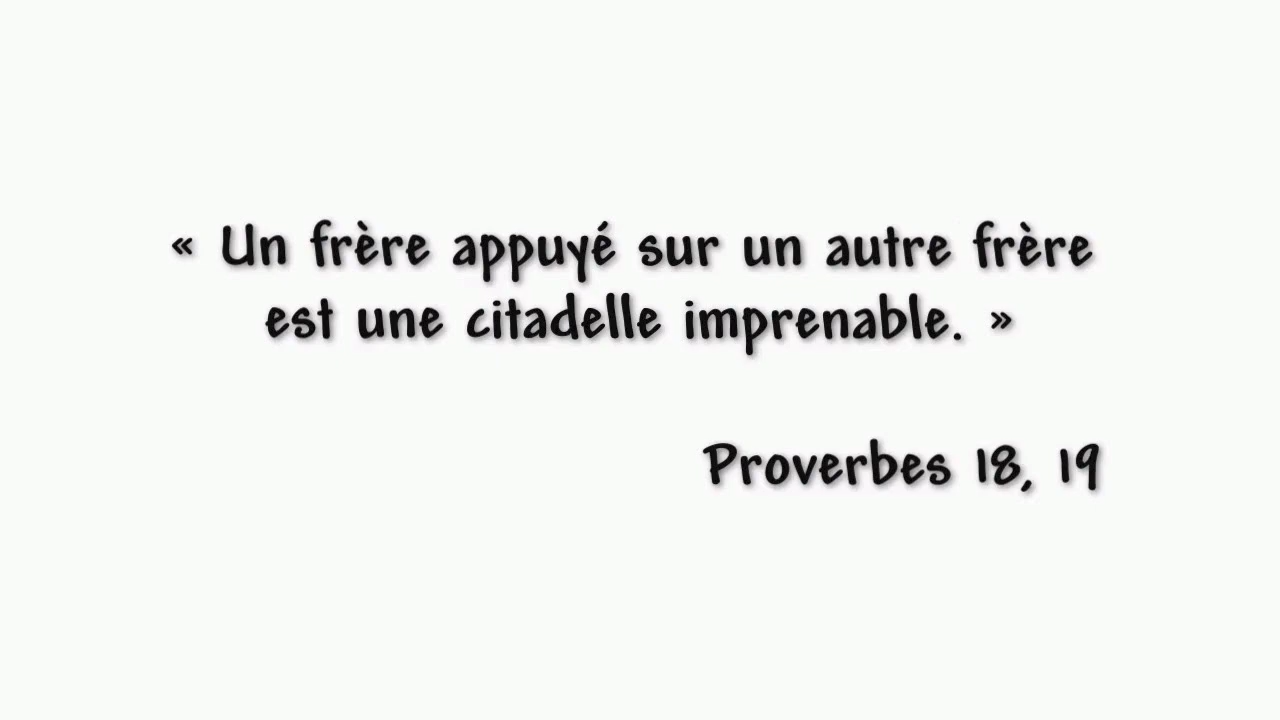 « Un frère appuyé sur un autre frère
est une citadelle imprenable. »
Proverbes 18, 19